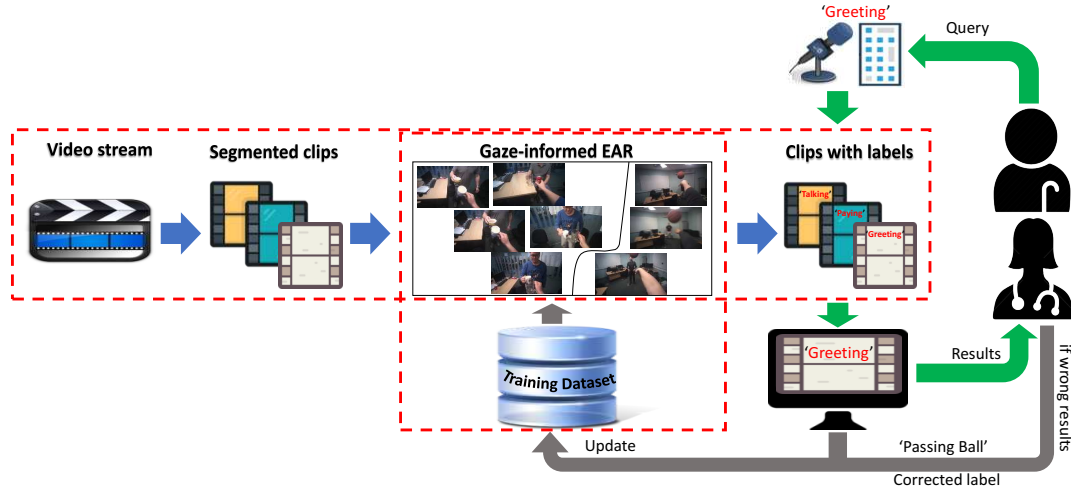 'Greeting'
Query
Video stream
Segmented clips
Gaze-informed EAR
Clips with labels
'Talking'
'Paying'
'Greeting'
Training Dataset
'Greeting'
Results
if wrong results
Update
'Passing Ball'
Corrected label